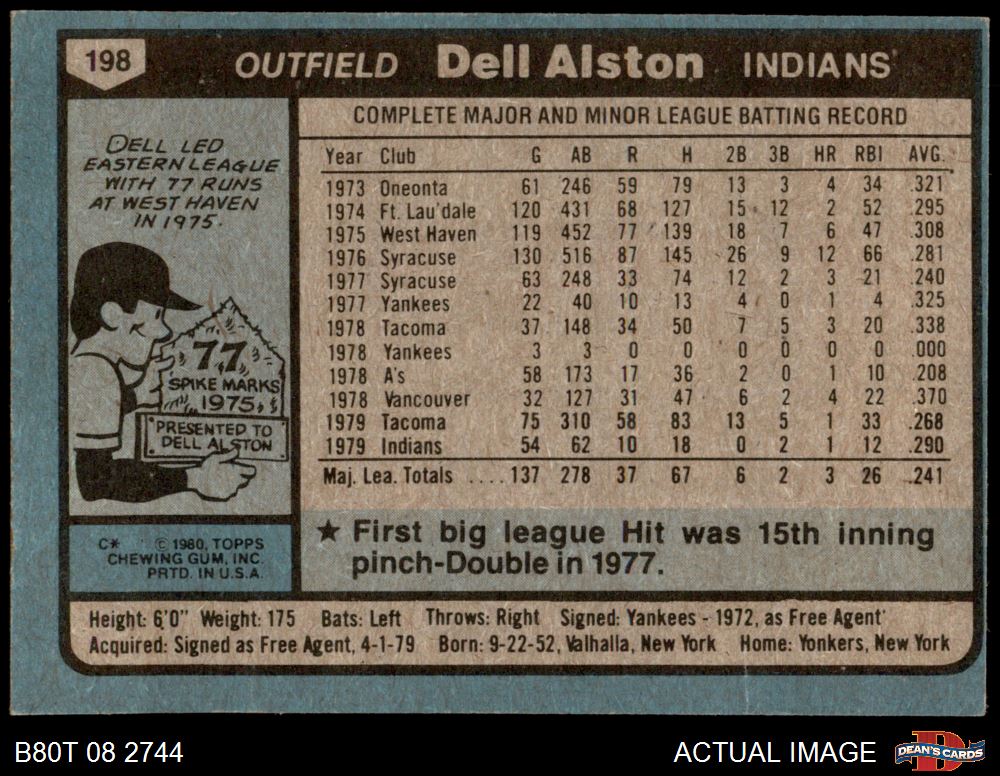 198 OUTFIELD Dell Alston INDIANS
DELL LED
EASTERN LEAGUE
WITH 77 RUNS
AT WEST HAVEN
IN 1975.
77
SPIKE MARKS
1975
PRESENTED TO
DELL ALSTON
C* © 1980, TOPPS
CHEWING GUM, INC.
PRTD. IN U.S.A.
COMPLETE MAJOR AND MINOR LEAGUE BATTING RECORD
Year Club G AB R H 2B 3B HR RBI AVG.
1973 Oneonta 61 246 59 79 13 3 4 34 .321
1974 Ft. Lau'dale 120 431 68 127 15 12 2 52 .295
1975 West Haven 119 452 77 139 18 7 6 47 .308
1976 Syracuse 130 516 87 145 26 9 12 66 .281
1977 Syracuse 63 248 33 74 12 2 3 21 .240
1977 Yankees 22 40 10 13 4 0 1 4 .325
1978 Tacoma 37 148 34 50 7 5 3 20 .338
1978 Yankees 3 3 0 0 0 0 0 0 .000
1978 A's 58 173 17 36 2 0 1 10 .208
1978 Vancouver 32 127 31 47 6 2 4 22 .370
1979 Tacoma 75 310 58 83 13 5 1 33 .268
1979 Indians 54 62 10 18 0 2 1 12 .290
Maj. Lea. Totals .... 137 278 37 67 6 2 3 26 .241
★ First big league Hit was 15th inning
pinch-Double in 1977.
Height: 6'0" Weight: 175 Bats: Left Throws: Right Signed: Yankees - 1972, as Free Agent
Acquired: Signed as Free Agent, 4-1-79 Born: 9-22-52, Valhalla, New York Home: Yonkers, New York
B80T 08 2744 ACTUAL IMAGE DEAN'S CARDS